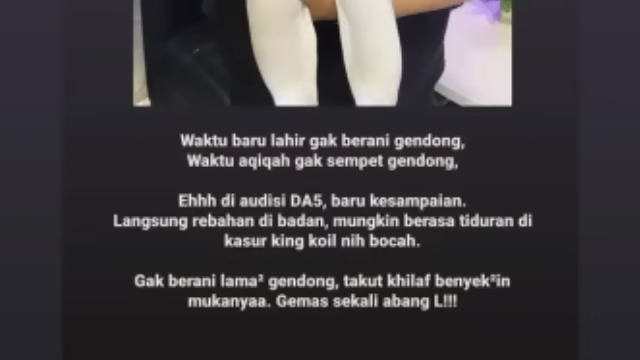 Waktu baru lahir gak berani gendong,
Waktu aqiqah gak sempet gendong,
Ehhh di audisi DA5, baru kesampaian.
Langsung rebahan di badan, mungkin berasa tiduran di
kasur king koil nih bocah.
Gak berani lama² gendong, takut khilaf benyek²in
mukanyaa. Gemas sekali abang L!!!